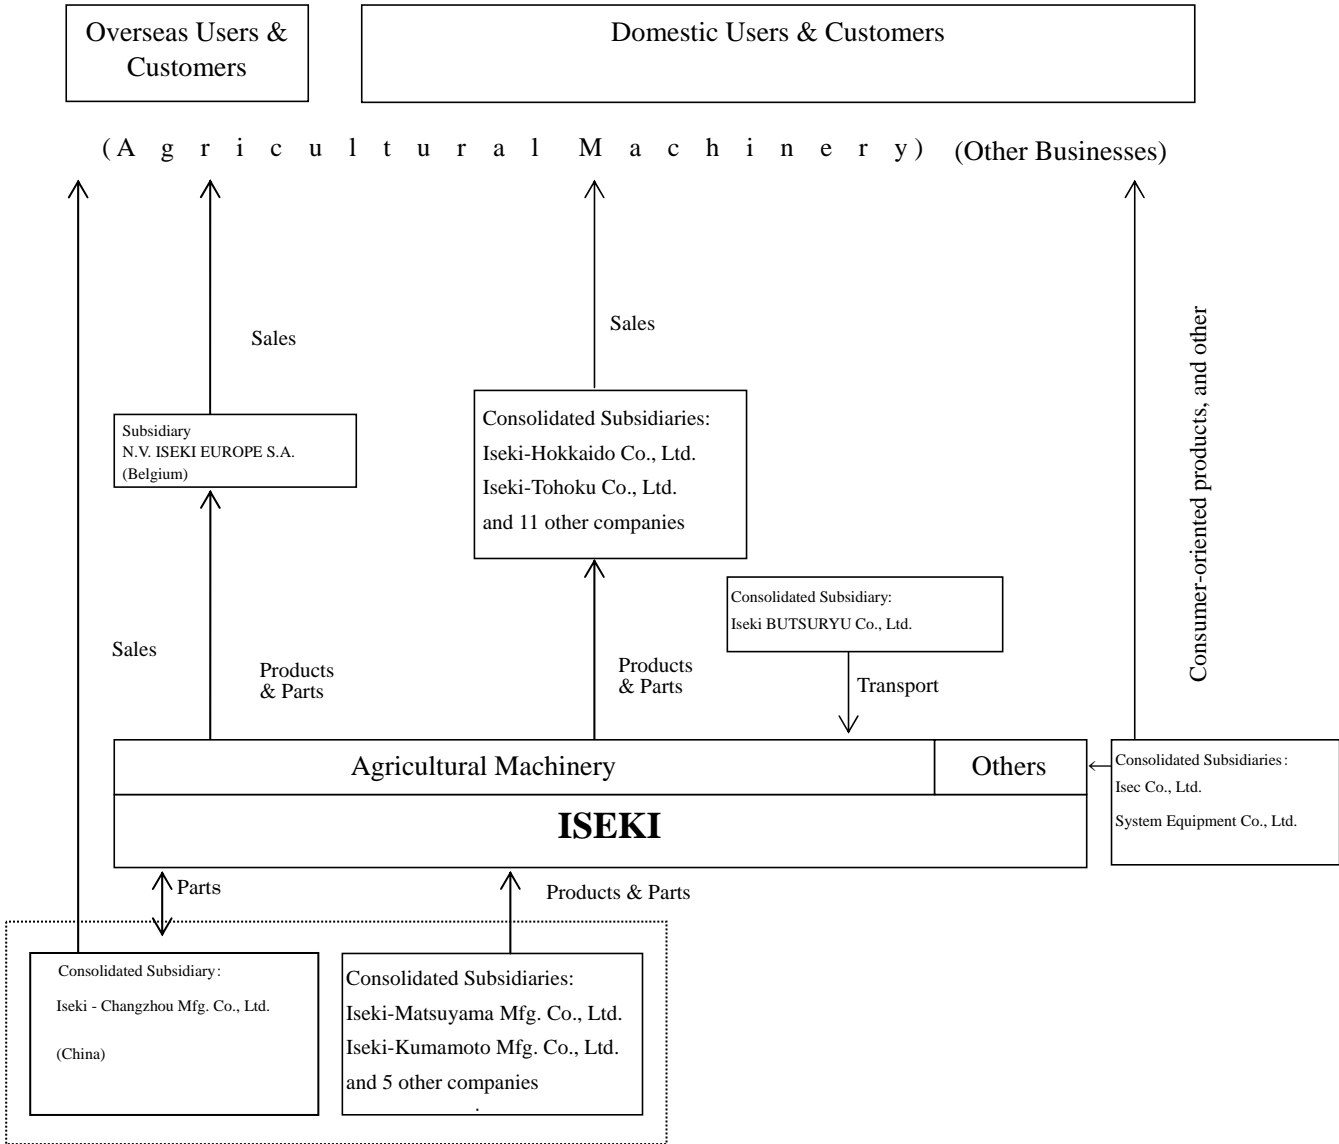 Overseas Users &
Customers
Domestic Users & Customers
(Agricultural Machinery) (Other Businesses)
Sales
Sales
Consumer-oriented products, and other
Subsidiary
N.V. ISEKI EUROPE S.A.
(Belgium)
Consolidated Subsidiaries:
Iseki-Hokkaido Co., Ltd.
Iseki-Tohoku Co., Ltd.
and 11 other companies
Consolidated Subsidiary:
Iseki BUTSURYU Co., Ltd.
Sales
Products
& Parts
Products
& Parts
Transport
Agricultural Machinery
Others
Consolidated Subsidiaries:
Isec Co., Ltd.
System Equipment Co., Ltd.
ISEKI
Parts
Products & Parts
Consolidated Subsidiary:
Iseki - Changzhou Mfg. Co., Ltd.
(China)
Consolidated Subsidiaries:
Iseki-Matsuyama Mfg. Co., Ltd.
Iseki-Kumamoto Mfg. Co., Ltd.
and 5 other companies
.